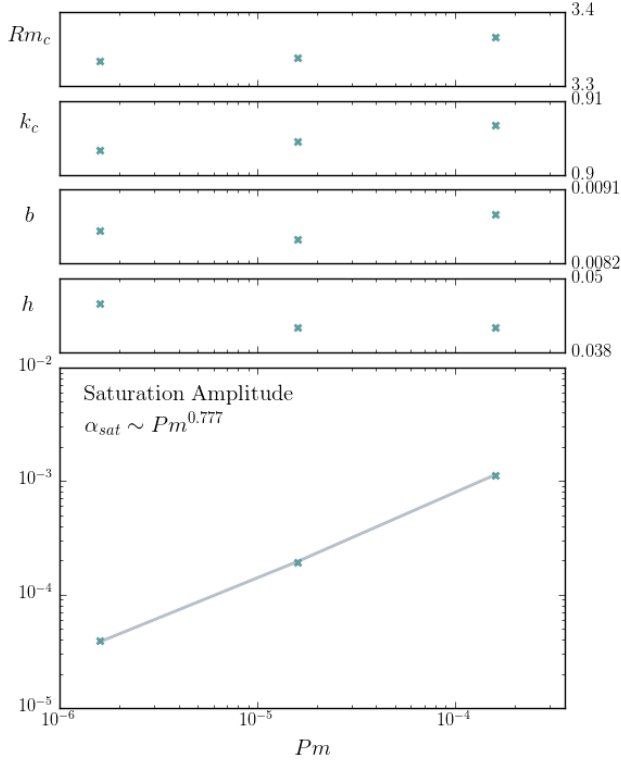 Rm_c
3.4
3.3
k_c
0.91
0.9
b
0.0091
0.0082
h
0.05
0.038
10^{-2}
Saturation Amplitude
α_{sat} ∼ Pm^{0.777}
10^{-3}
10^{-4}
10^{-5}
10^{-6} 10^{-5} 10^{-4}
Pm